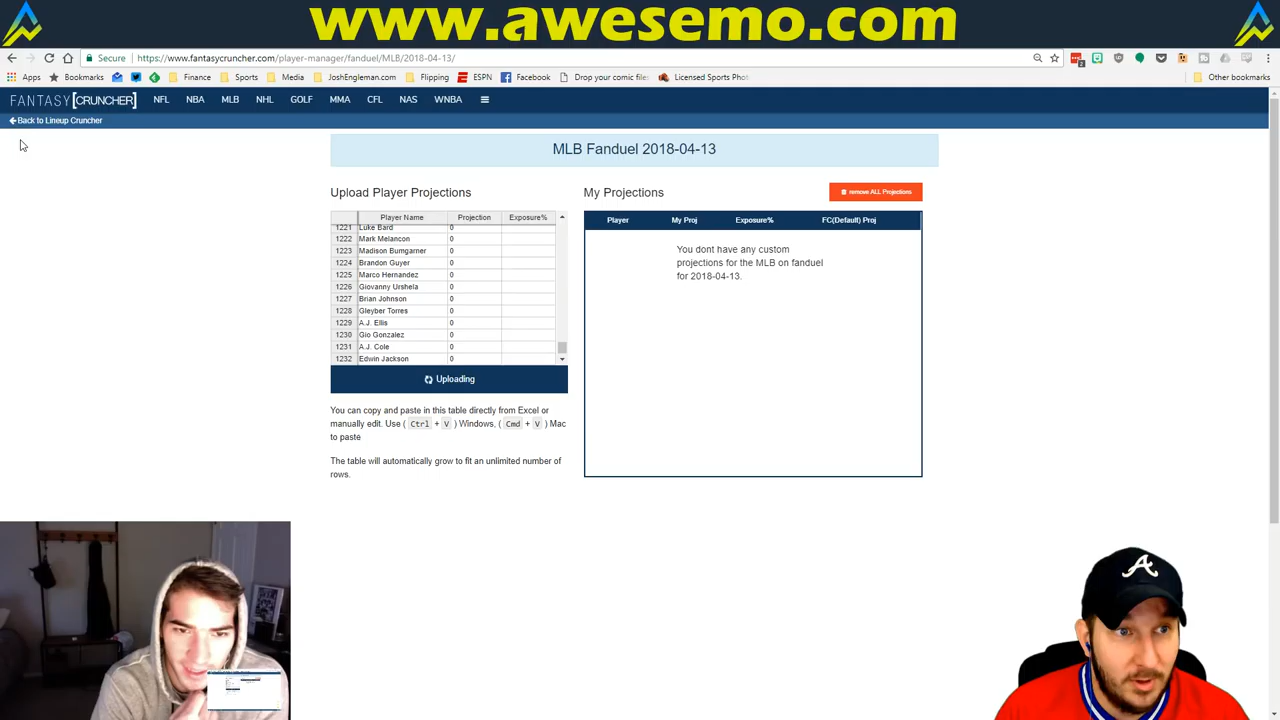 www.awesemo.com
Secure https://www.fantasycruncher.com/player-manager/fanduel/MLB/2018-04-13/
Apps Bookmarks Finance Sports Media JoshEngleman.com Flipping ESPN Facebook Drop your comic files Licensed Sports Phot Other bookmarks
FANTASY [CRUNCHER] NFL NBA MLB NHL GOLF MMA CFL NAS WNBA
Back to Lineup Cruncher
MLB Fanduel 2018-04-13
Upload Player Projections
Player Name Projection Exposure%
1221 Luke Bard 0
1222 Mark Melancon 0
1223 Madison Bumgarner 0
1224 Brandon Guyer 0
1225 Marco Hernandez 0
1226 Giovanny Urshela 0
1227 Brian Johnson 0
1228 Gleyber Torres 0
1229 A.J. Ellis 0
1230 Gio Gonzalez 0
1231 A.J. Cole 0
1232 Edwin Jackson 0
Uploading
You can copy and paste in this table directly from Excel or
manually edit. Use ( Ctrl + V ) Windows, ( Cmd + V ) Mac
to paste
The table will automatically grow to fit an unlimited number of
rows.
My Projections
remove ALL Projections
Player My Proj Exposure% FC(Default) Proj
You dont have any custom
projections for the MLB on fanduel
for 2018-04-13.